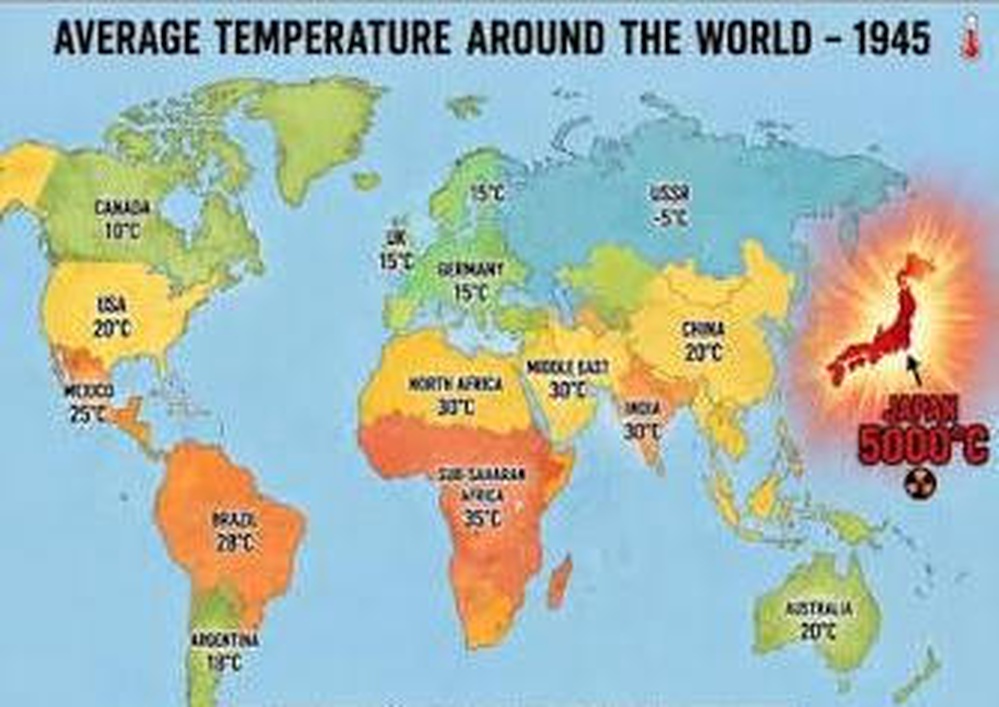 AVERAGE TEMPERATURE AROUND THE WORLD - 1945
CANADA
10°C
15°C
USSR
-5°C
UK
15°C
GERMANY
15°C
USA
20°C
CHINA
20°C
MEXICO
25°C
NORTH AFRICA
30°C
MIDDLE EAST
30°C
INDIA
30°C
JAPAN
5000°C
SUB-SAHARAN
AFRICA
35°C
BRAZIL
28°C
AUSTRALIA
20°C
ARGENTINA
18°C